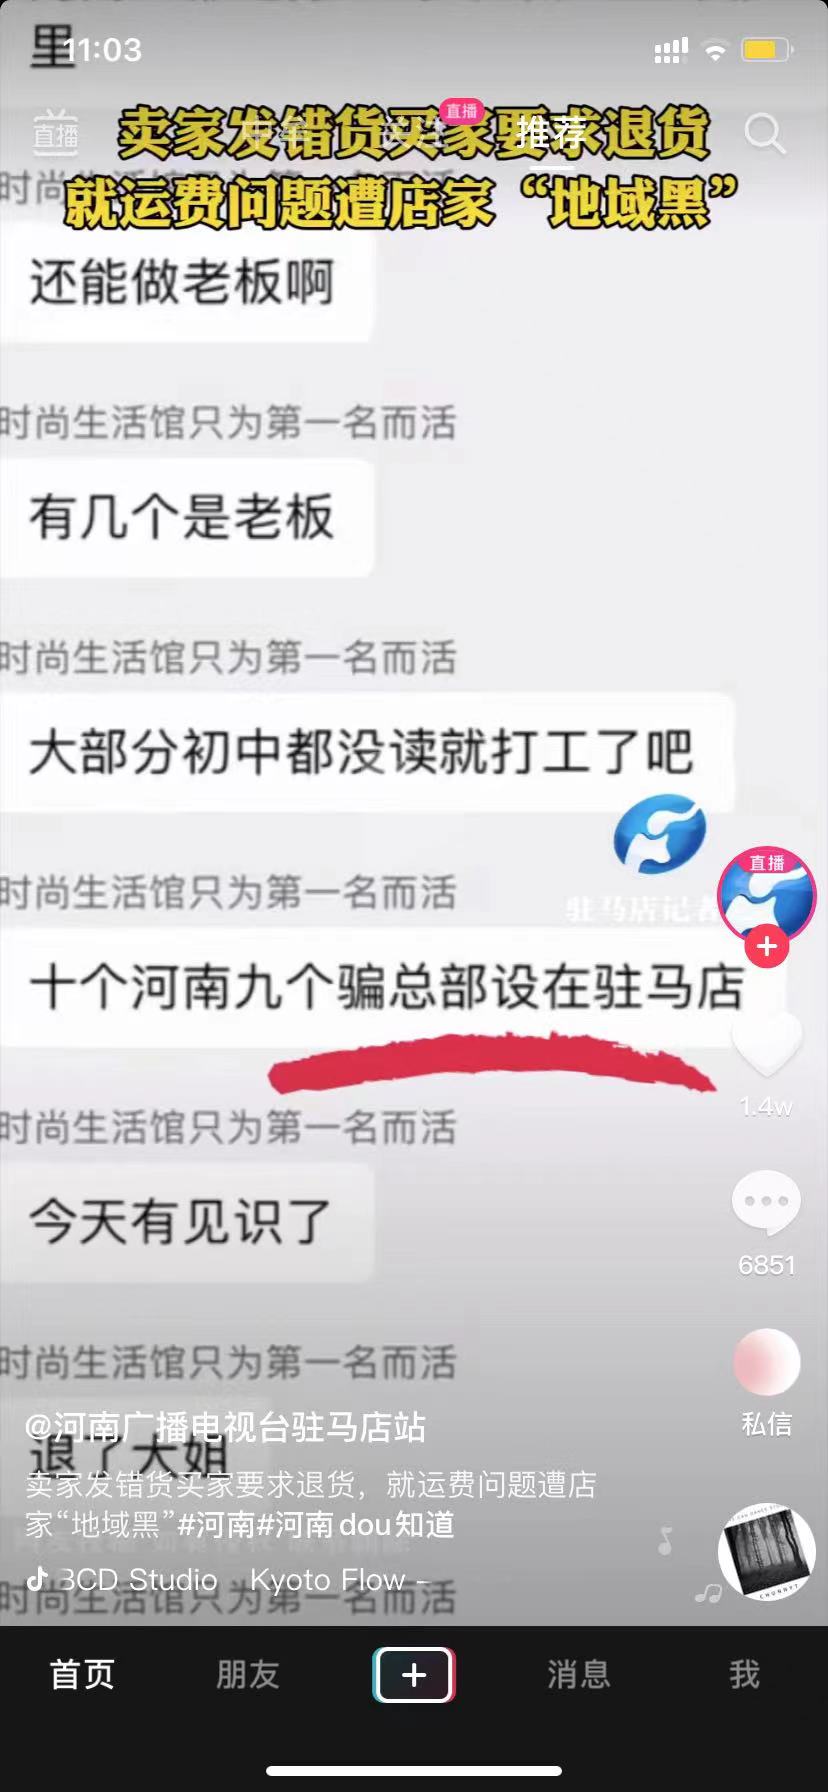 里
11:03
直播
卖家发错货买家要求退货
中牟
关注
直播
推荐
就运费问题遭店家“地域黑”
还能做老板啊
时尚生活馆只为第一名而活
有几个是老板
时尚生活馆只为第一名而活
大部分初中都没读就打工了吧
时尚生活馆只为第一名而活
驻马店记者
直播
十个河南九个骗总部设在驻马店
1.4w
时尚生活馆只为第一名而活
今天有见识了
6851
时尚生活馆只为第一名而活
私信
@河南广播电视台驻马店站
退了大姐
卖家发错货买家要求退货，就运费问题遭店
家“地域黑”#河南#河南dou知道
3CD Studio Kyoto Flow -
时尚生活馆只为第一名而活
CHUNNYT
首页
朋友
消息
我